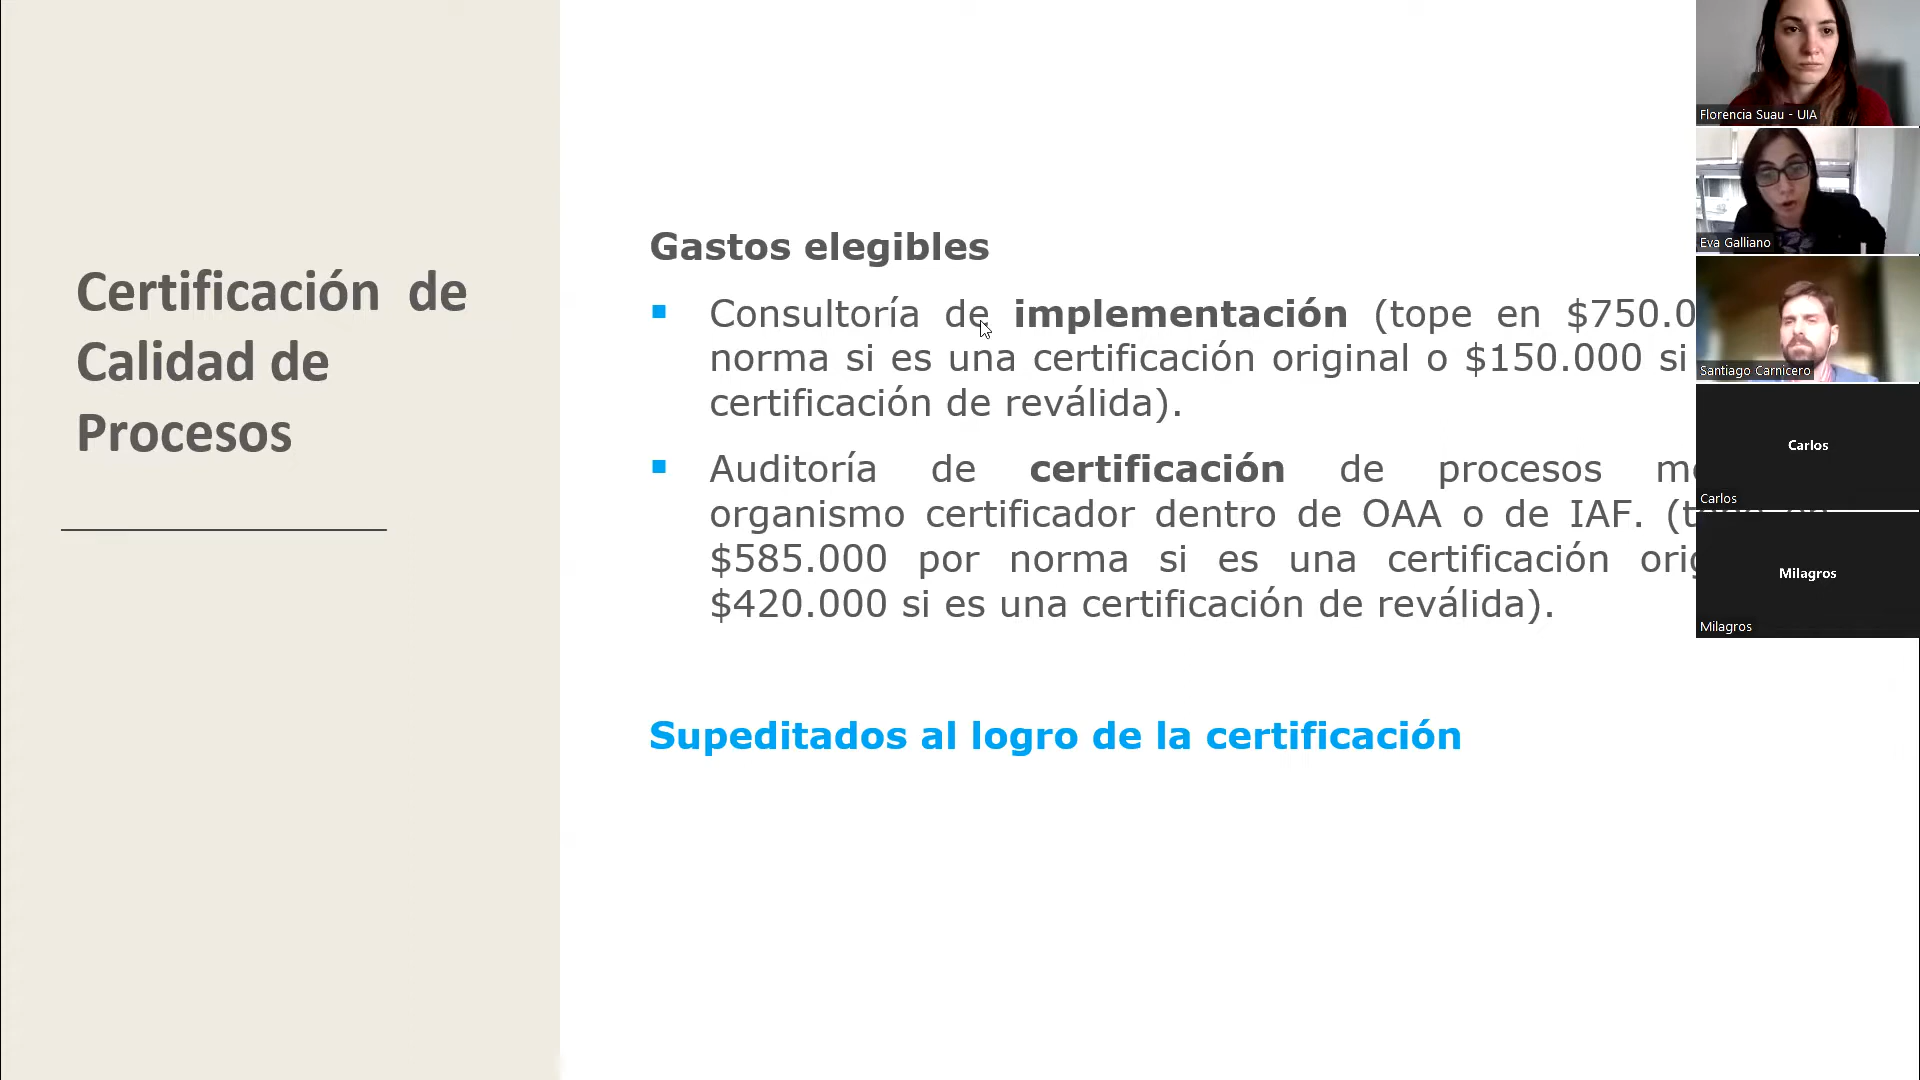 Certificación de
Calidad de
Procesos
Gastos elegibles
Consultoría de implementación (tope en $750.0
norma si es una certificación original o $150.000 si
certificación de reválida).
Auditoría de certificación de procesos
organismo certificador dentro de OAA o de IAF.
$585.000 por norma si es una certificación
$420.000 si es una certificación de reválida).
Supeditados al logro de la certificación
Florencia Suau - UIA
Eva Galliano
Santiago Carnicero
Carlos
Carlos
Milagros
Milagros